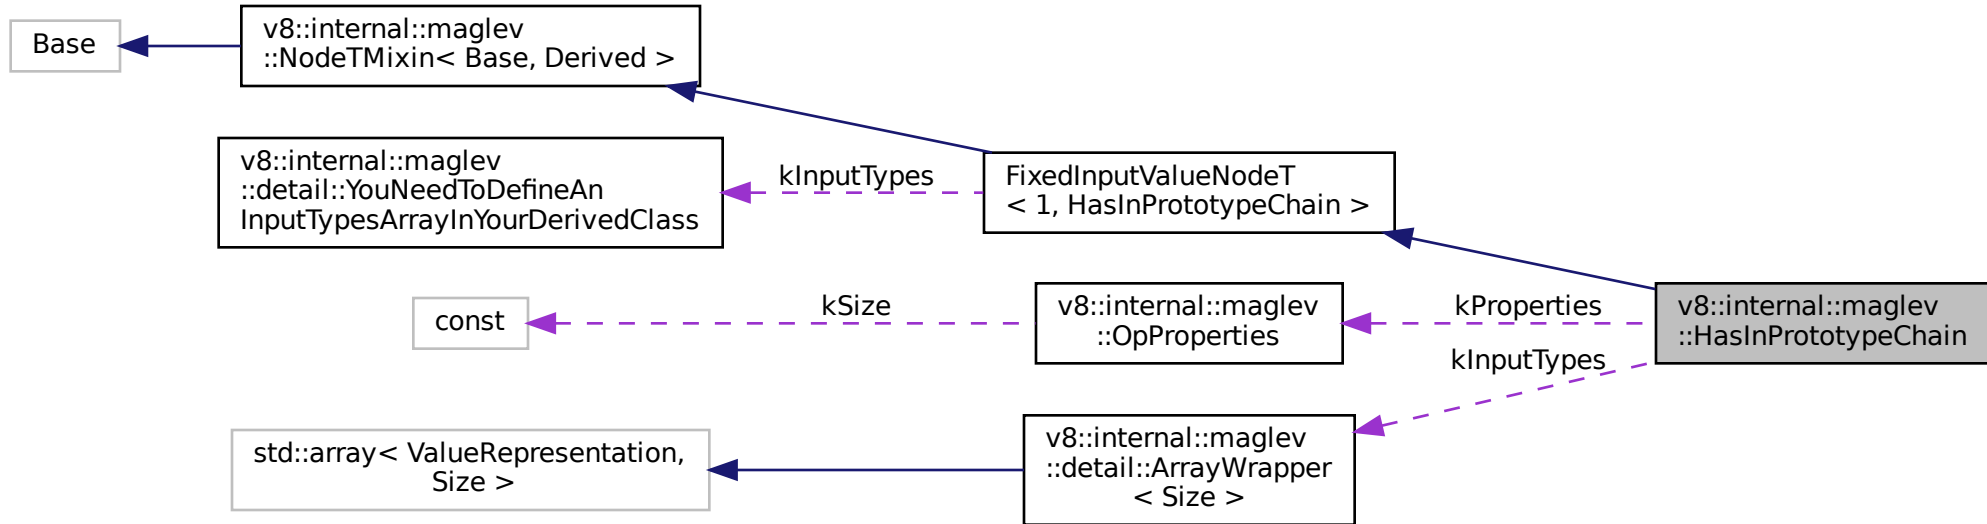 Base
v8::internal::maglev
::NodeTMixin< Base, Derived >
v8::internal::maglev
::detail::YouNeedToDefineAn
InputTypesArrayInYourDerivedClass
kInputTypes
FixedInputValueNodeT
< 1, HasInPrototypeChain >
const
kSize
v8::internal::maglev
::OpProperties
kProperties
v8::internal::maglev
::HasInPrototypeChain
kInputTypes
std::array< ValueRepresentation,
Size >
v8::internal::maglev
::detail::ArrayWrapper
< Size >